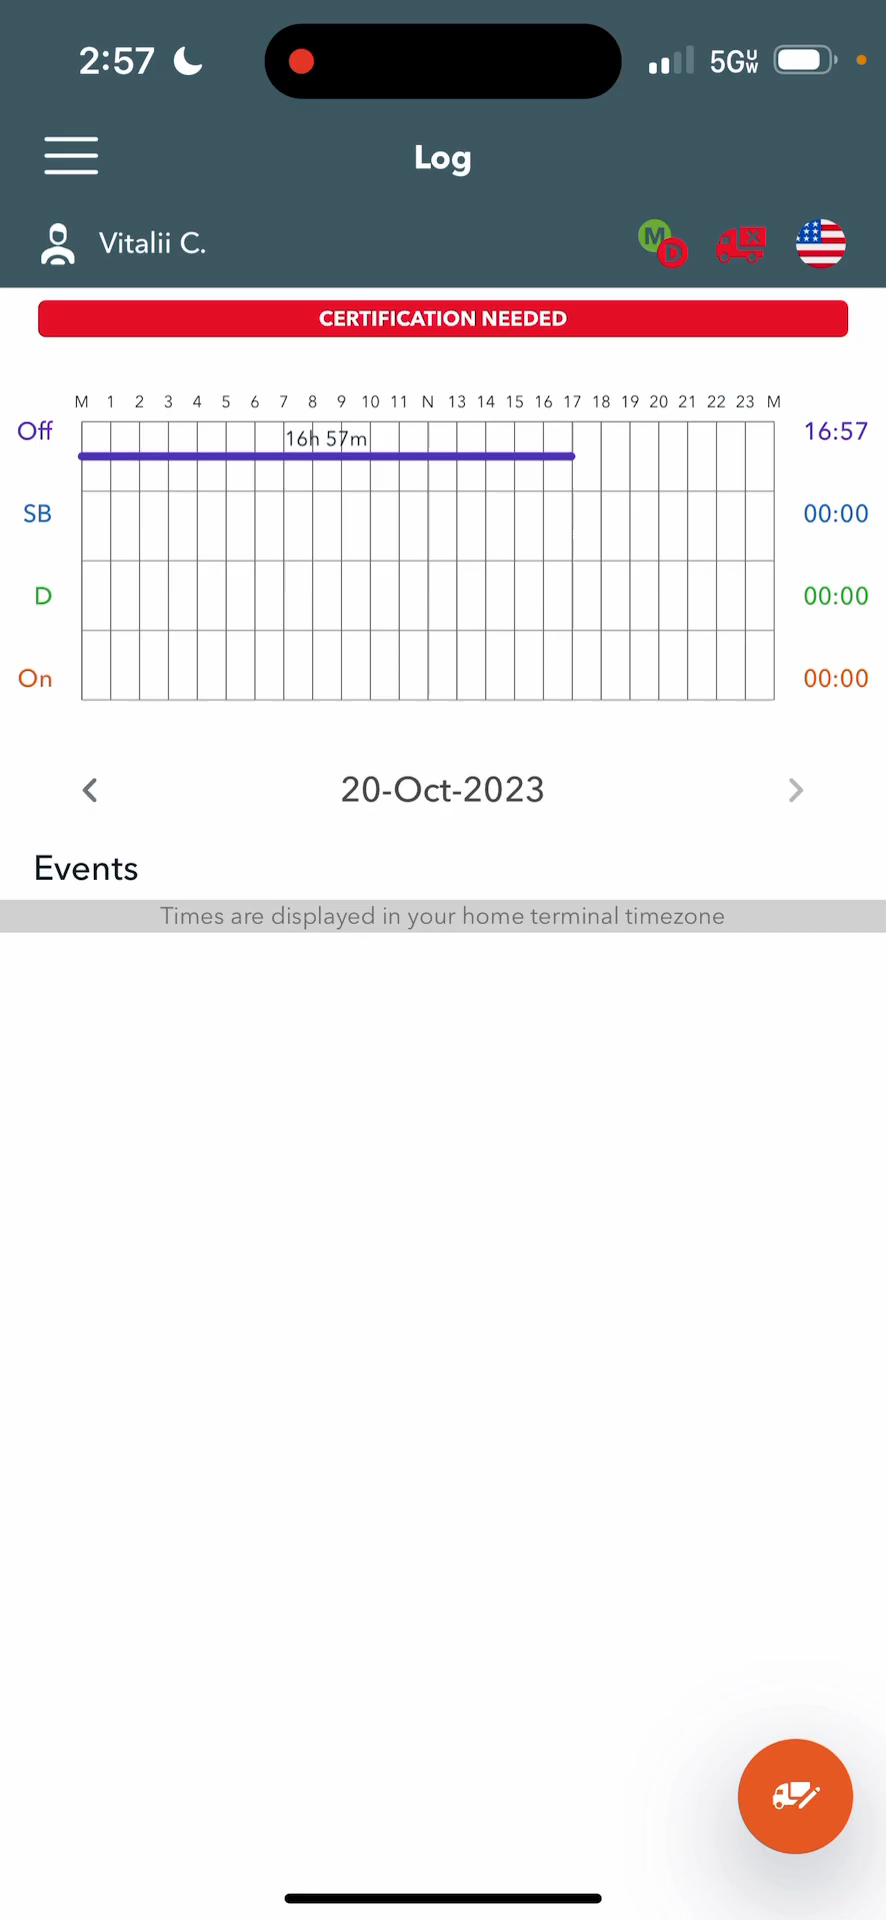 2:57 5GUW
Log
Vitalii C. M D
CERTIFICATION NEEDED
M 1 2 3 4 5 6 7 8 9 10 11 N 13 14 15 16 17 18 19 20 21 22 23 M
Off 16h 57m 16:57
SB 00:00
D 00:00
On 00:00
20-Oct-2023
Events
Times are displayed in your home terminal timezone